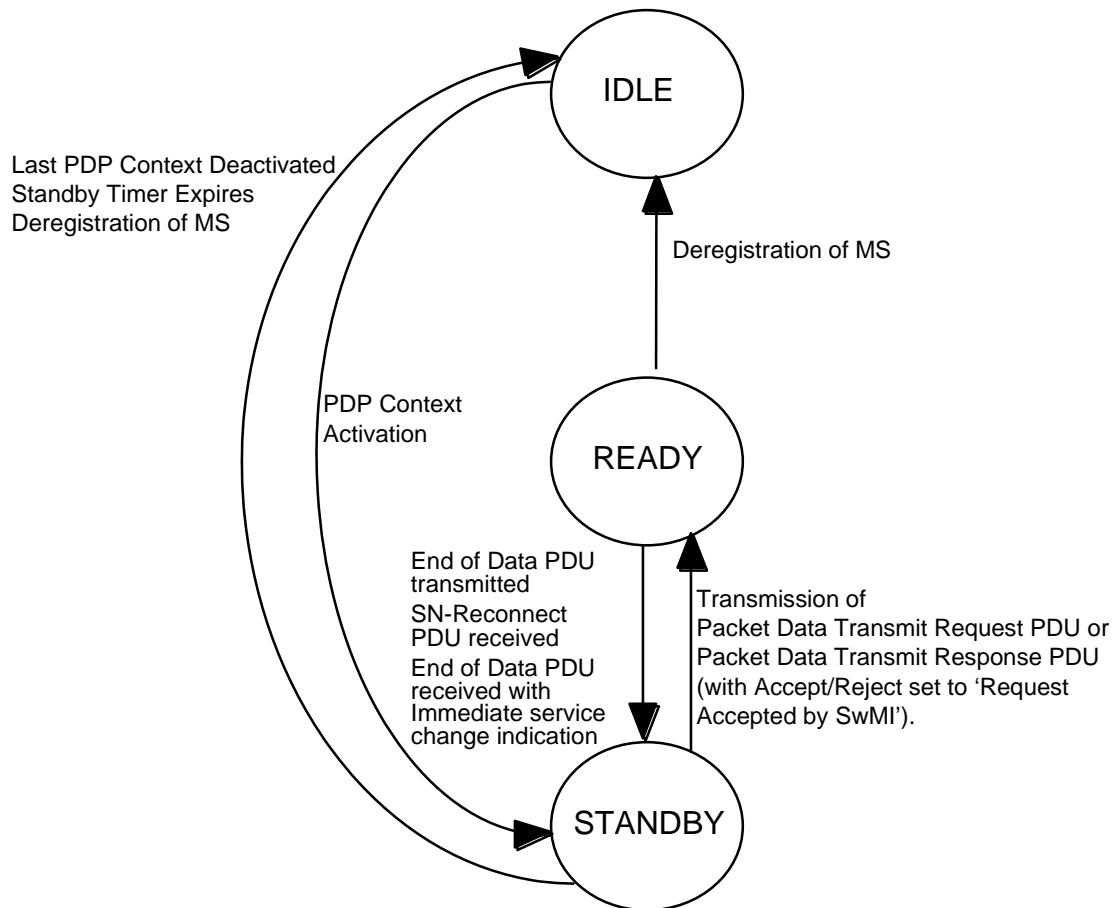 IDLE
Last PDP Context Deactivated
Standby Timer Expires
Deregistration of MS
Deregistration of MS
PDP Context
Activation
READY
End of Data PDU
transmitted
SN-Reconnect
PDU received
End of Data PDU
received with
Immediate service
change indication
Transmission of
Packet Data Transmit Request PDU or
Packet Data Transmit Response PDU
(with Accept/Reject set to ‘Request
Accepted by SwMI’).
STANDBY